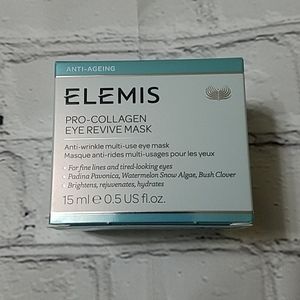 ANTI-AGEING
ELEMIS
PRO-COLLAGEN
EYE REVIVE MASK
Anti-wrinkle multi-use eye mask
Masque anti-rides multi-usages pour les yeux
• For fine lines and tired-looking eyes
• Padina Pavonica, Watermelon Snow Algae, Bush Clover
• Brightens, rejuvenates, hydrates
15 ml ℮ 0.5 US fl.oz.